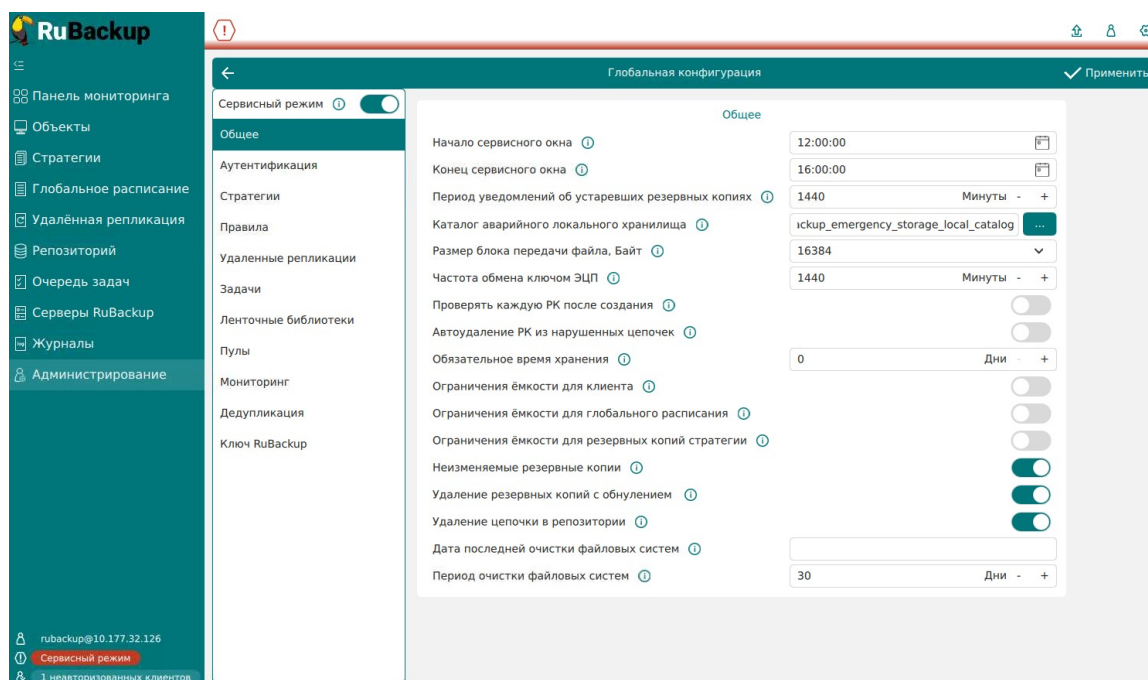 RuBackup
Панель мониторинга
Объекты
Стратегии
Глобальное расписание
Удалённая репликация
Репозиторий
Очередь задач
Серверы RuBackup
Журналы
Администрирование
rubackup@10.177.32.126
Сервисный режим
1 неавторизованных клиентов
Глобальная конфигурация
Применить
Сервисный режим
Общее
Аутентификация
Стратегии
Правила
Удаленные репликации
Задачи
Ленточные библиотеки
Пулы
Мониторинг
Дедупликация
Ключ RuBackup
Общее
Начало сервисного окна 12:00:00
Конец сервисного окна 16:00:00
Период уведомлений об устаревших резервных копиях 1440 Минуты - +
Каталог аварийного локального хранилища ckup_emergency_storage_local_catalog ...
Размер блока передачи файла, Байт 16384
Частота обмена ключом ЭЦП 1440 Минуты - +
Проверять каждую РК после создания
Автоудаление РК из нарушенных цепочек
Обязательное время хранения 0 Дни - +
Ограничения ёмкости для клиента
Ограничения ёмкости для глобального расписания
Ограничения ёмкости для резервных копий стратегии
Неизменяемые резервные копии
Удаление резервных копий с обнулением
Удаление цепочки в репозитории
Дата последней очистки файловых систем
Период очистки файловых систем 30 Дни - +